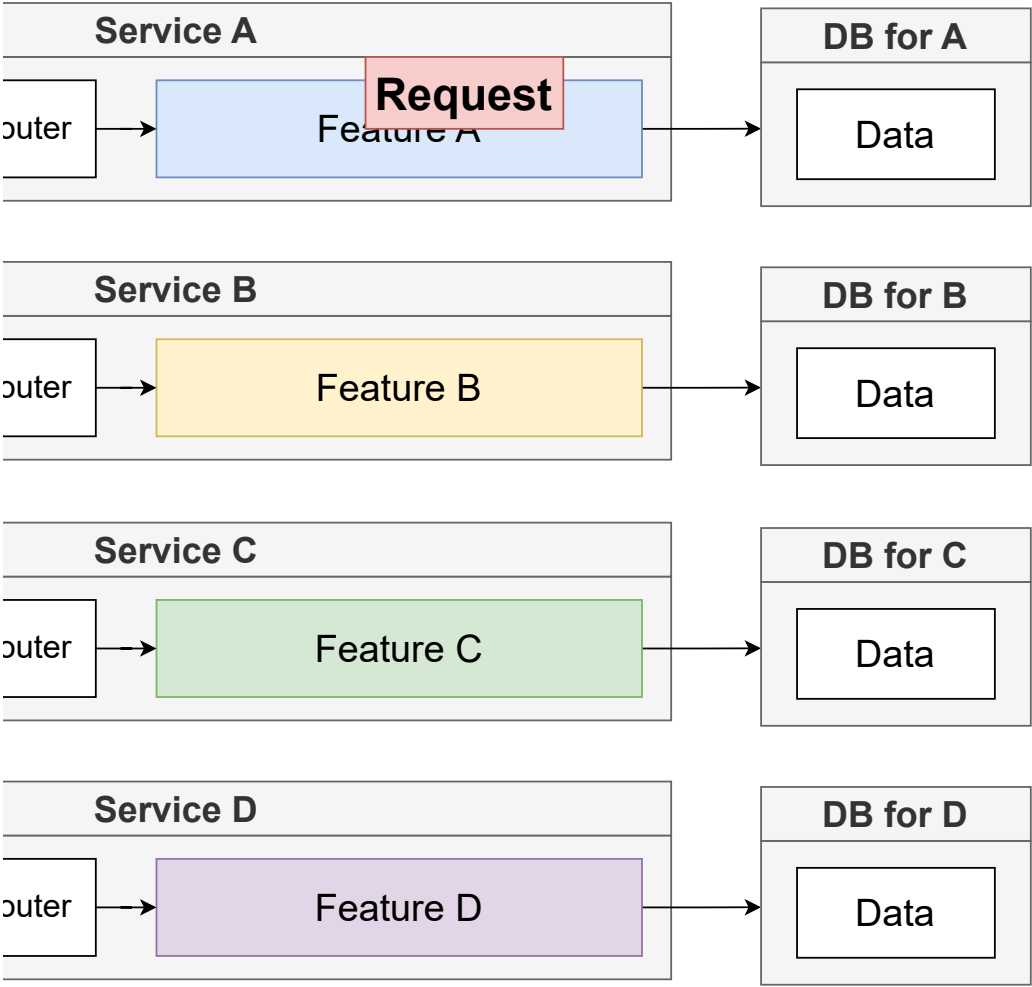 Service A
DB for A
Request
outer
Feature A
Data
Service B
DB for B
outer
Feature B
Data
Service C
DB for C
outer
Feature C
Data
Service D
DB for D
outer
Feature D
Data